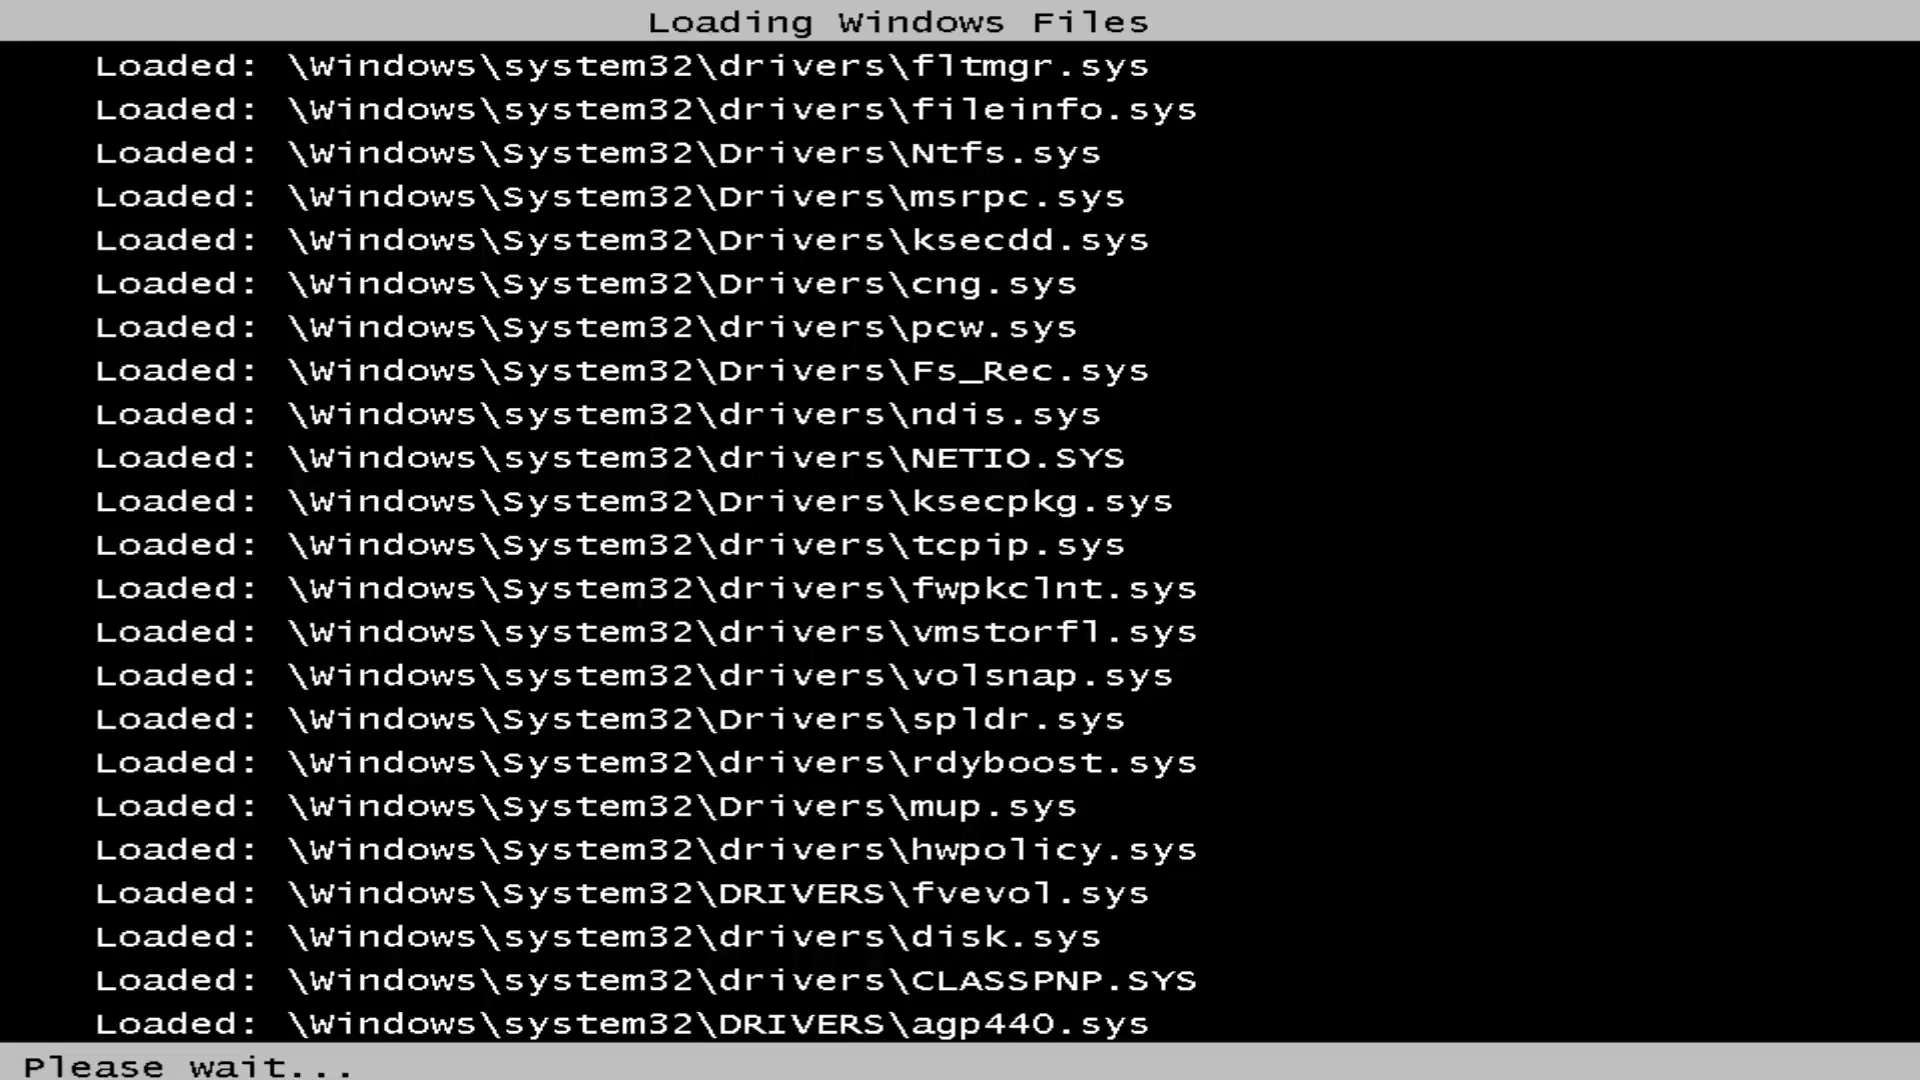 Loading Windows Files
Loaded: \Windows\system32\drivers\fltmgr.sys
Loaded: \Windows\system32\drivers\fileinfo.sys
Loaded: \Windows\System32\Drivers\Ntfs.sys
Loaded: \Windows\System32\Drivers\msrpc.sys
Loaded: \Windows\System32\Drivers\ksecdd.sys
Loaded: \Windows\System32\Drivers\cng.sys
Loaded: \Windows\System32\drivers\pcw.sys
Loaded: \Windows\System32\Drivers\Fs_Rec.sys
Loaded: \Windows\system32\drivers\ndis.sys
Loaded: \Windows\system32\drivers\NETIO.SYS
Loaded: \Windows\System32\Drivers\ksecpkg.sys
Loaded: \Windows\System32\drivers\tcpip.sys
Loaded: \Windows\System32\drivers\fwpkclnt.sys
Loaded: \Windows\system32\drivers\vmstorfl.sys
Loaded: \Windows\system32\drivers\volsnap.sys
Loaded: \Windows\System32\Drivers\spldr.sys
Loaded: \Windows\System32\drivers\rdyboost.sys
Loaded: \Windows\System32\Drivers\mup.sys
Loaded: \Windows\System32\drivers\hwpolicy.sys
Loaded: \Windows\System32\DRIVERS\fvevol.sys
Loaded: \Windows\system32\drivers\disk.sys
Loaded: \Windows\system32\drivers\CLASSPNP.SYS
Loaded: \Windows\system32\DRIVERS\agp440.sys
Please wait...